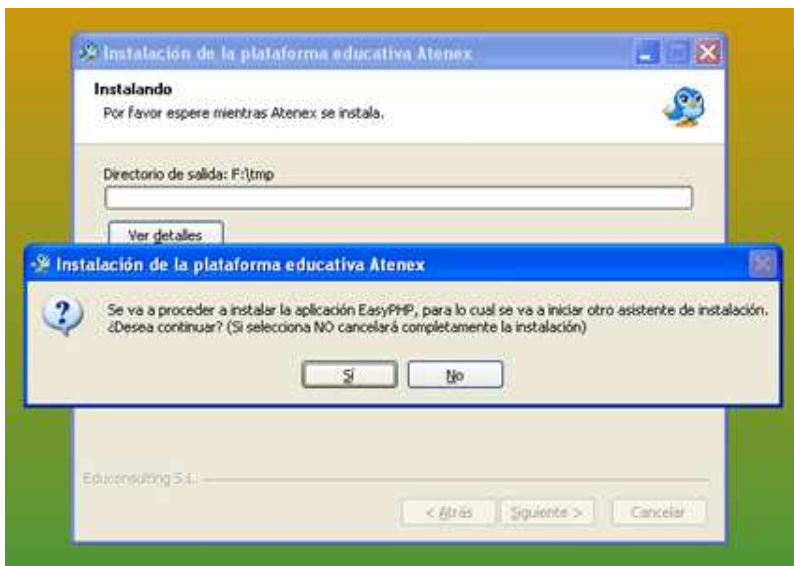 Instalación de la plataforma educativa Atenex
Instalando
Por favor espere mientras Atenex se instala.
Directorio de salida: F:\tmp
Ver detalles
Instalación de la plataforma educativa Atenex
Se va a proceder a instalar la aplicación EasyPHP, para lo cual se va a iniciar otro asistente de instalación.
¿Desea continuar? (Si selecciona NO cancelará completamente la instalación)
Sí
No
Educonsulting S.L.
< Atrás
Siguiente >
Cancelar